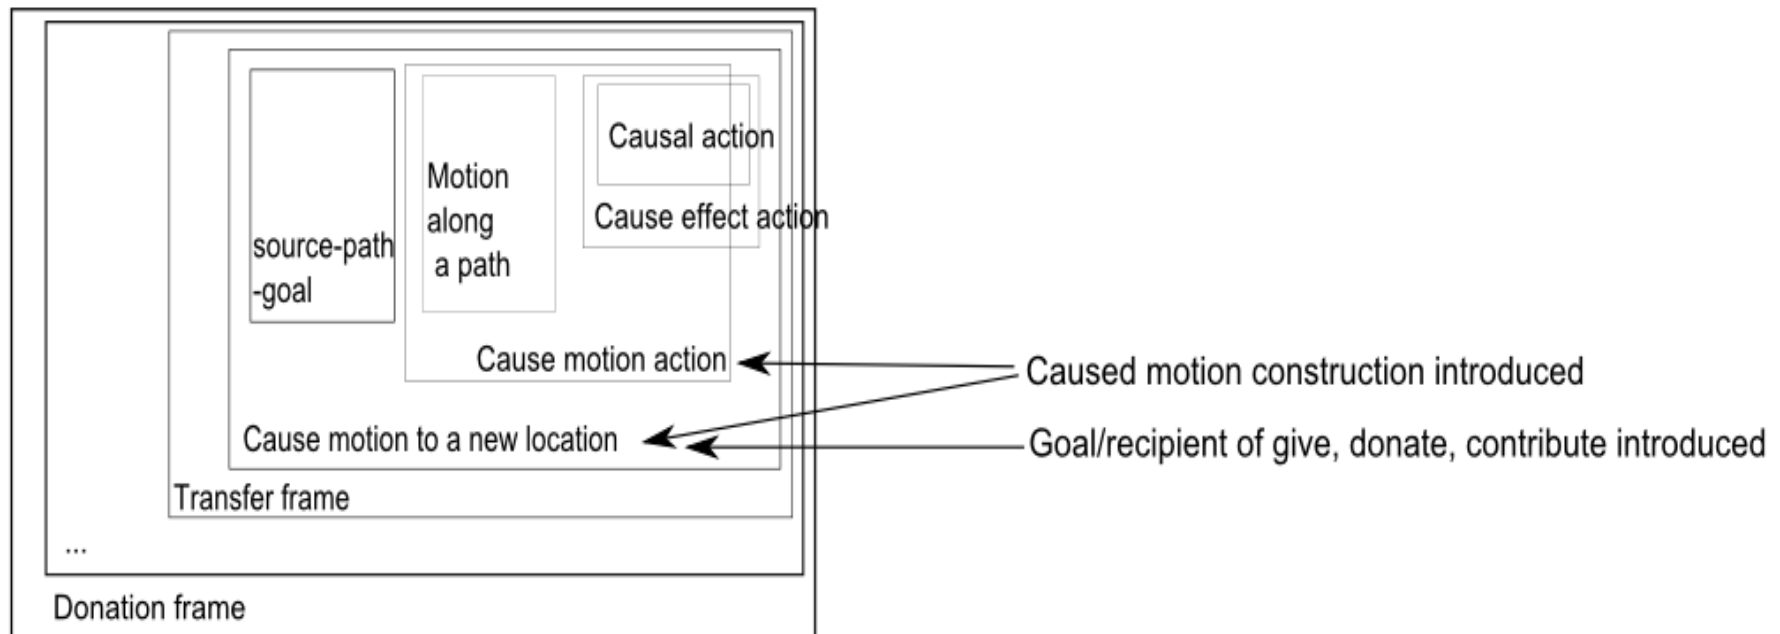 Causal action
Motion
along
a path
Cause effect action
source-path
-goal
Cause motion action
Caused motion construction introduced
Cause motion to a new location
Goal/recipient of give, donate, contribute introduced
Transfer frame
...
Donation frame